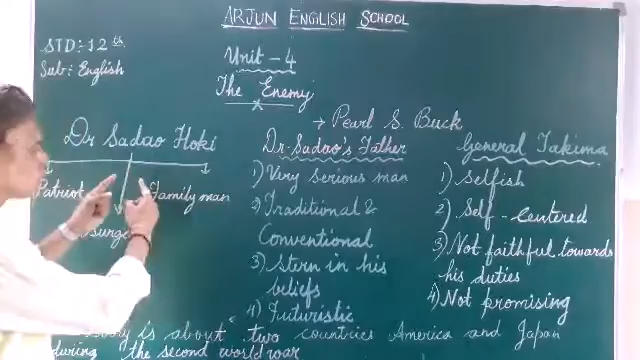 ARJUN ENGLISH SCHOOL
STD: 12th
Sub: English
Unit - 4
The Enemy
→ Pearl S. Buck
Dr Sadao Hoki
Patriot
Family man
surge
Dr. Sadao's Father
1) Very serious man
2) Traditional &
Conventional
3) Stern in his
beliefs
4) Futuristic
General Takima
1) Selfish
2) Self-centered
3) Not faithful towards
his duties
4) Not promising
is about two countries America and Japan
during the second world war